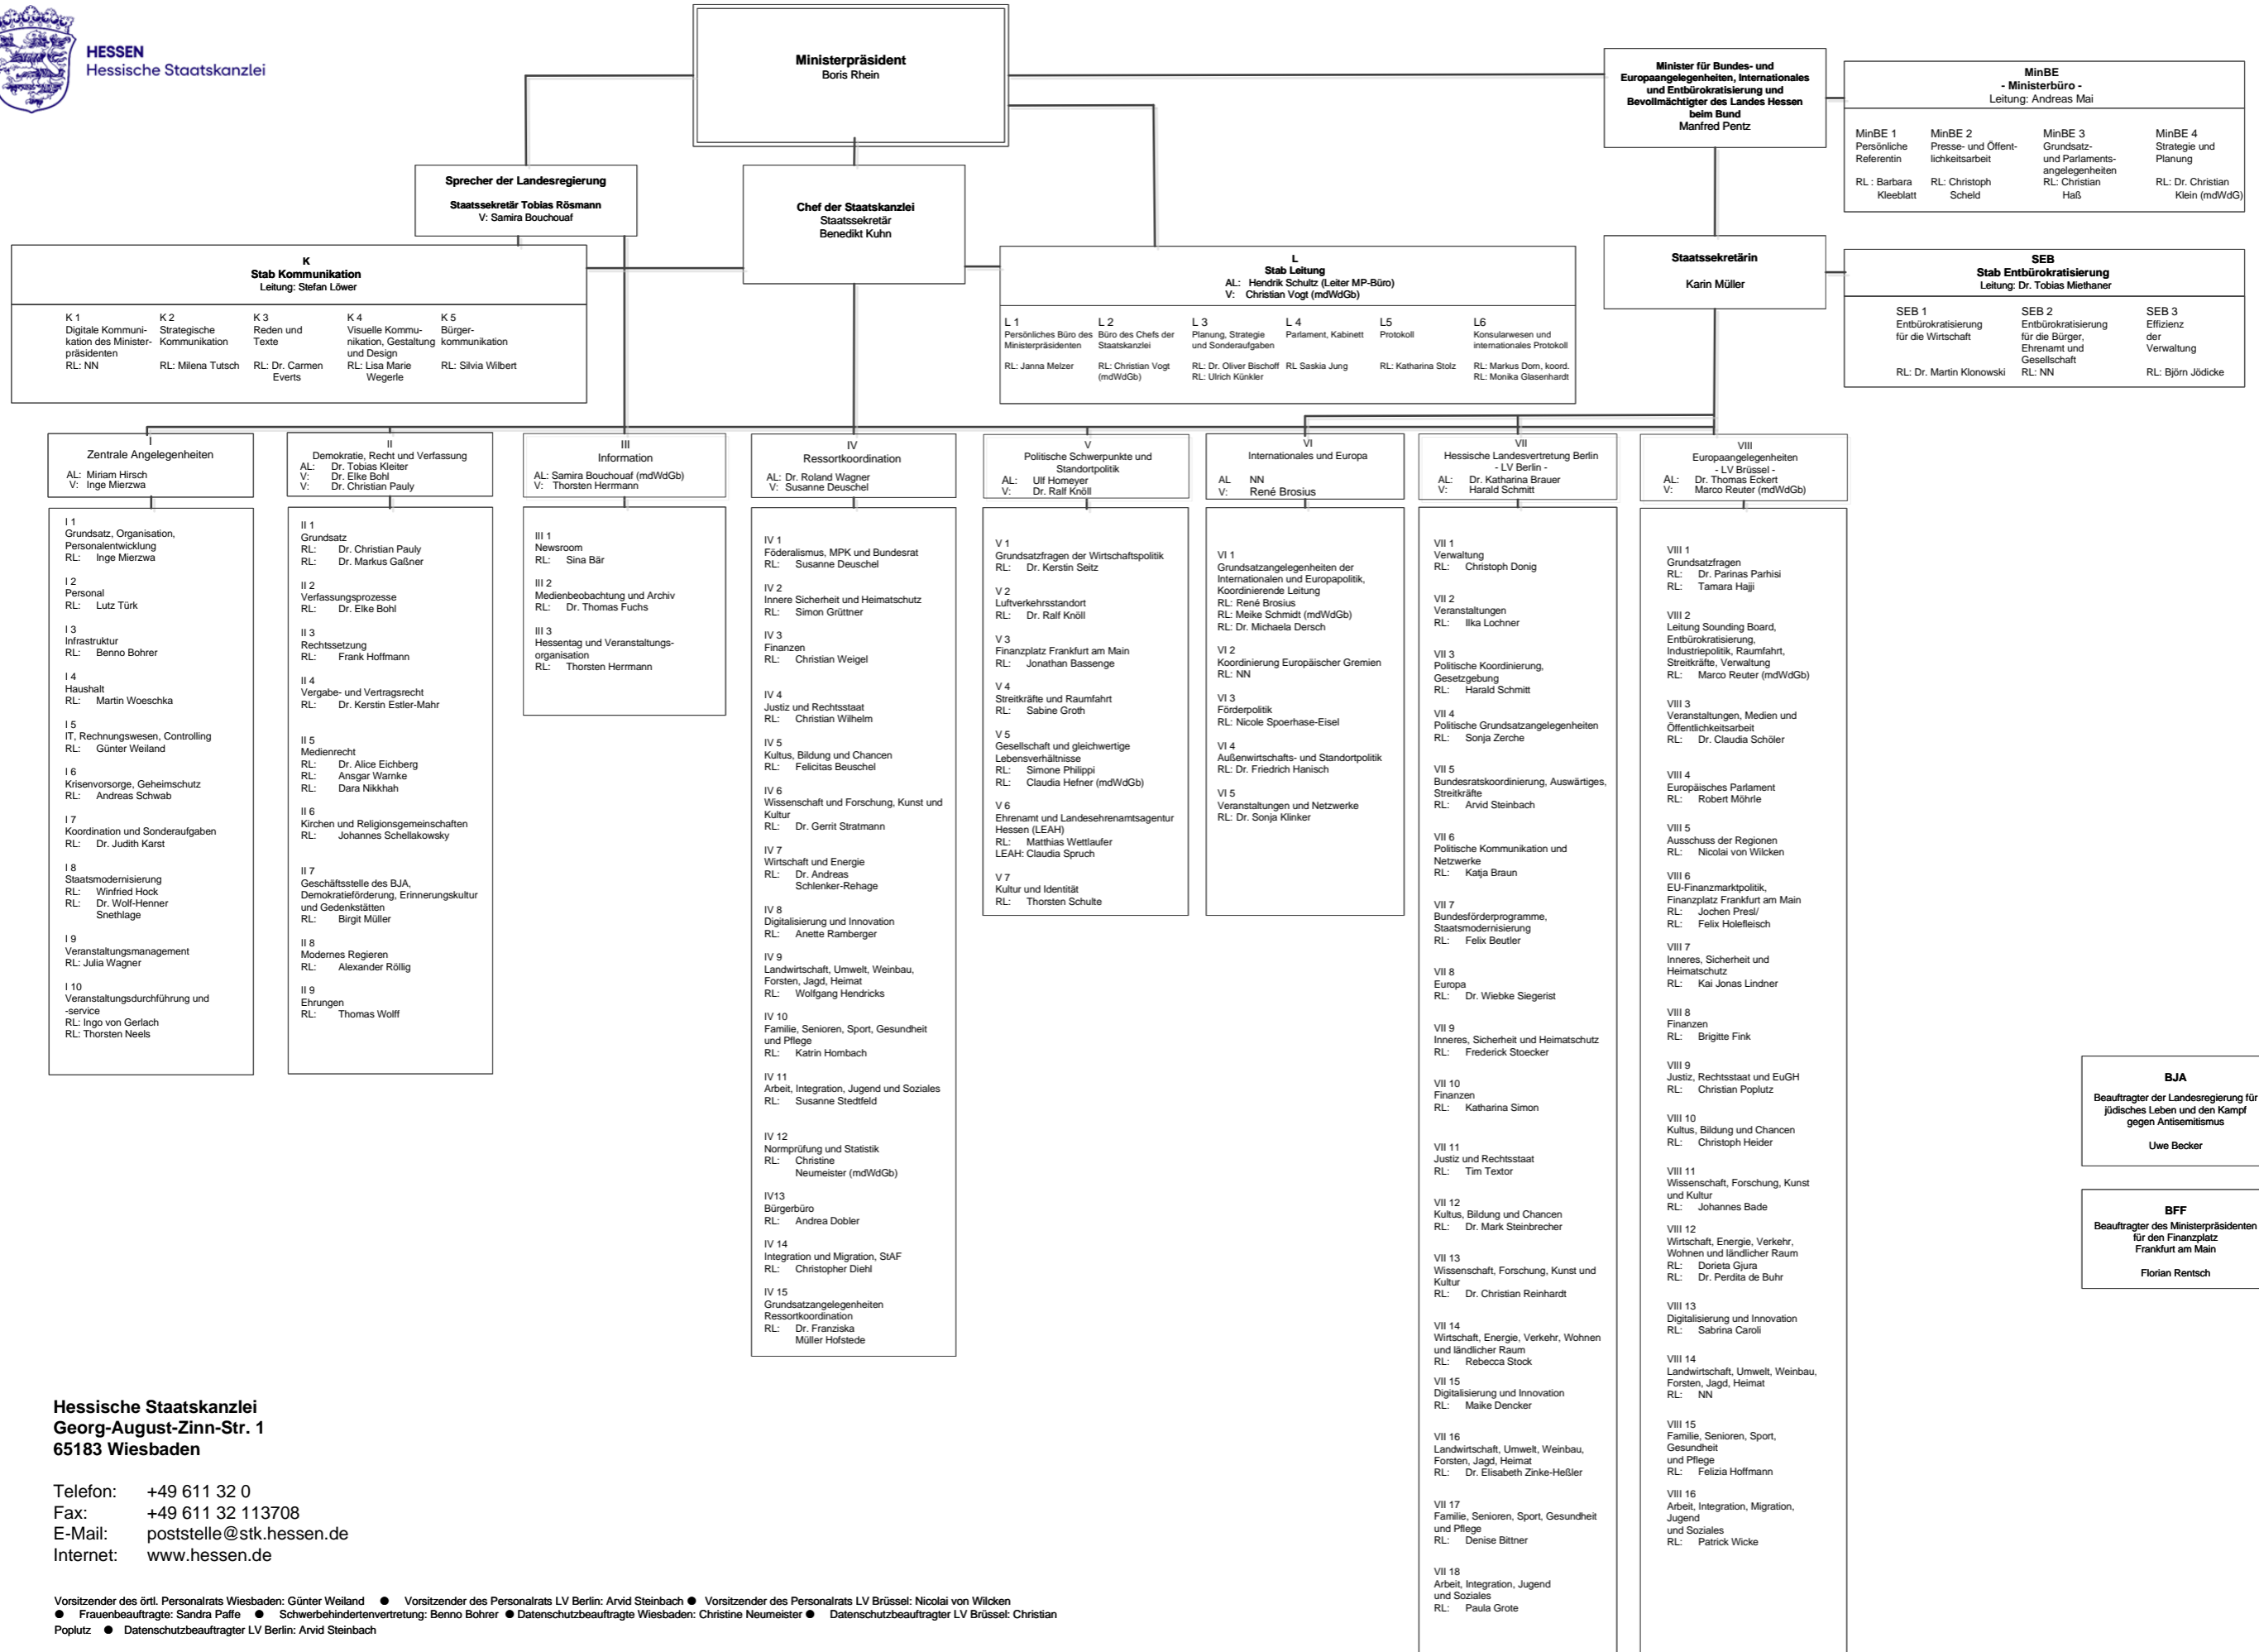 HESSEN
Hessische Staatskanzlei
Ministerpräsident
Boris Rhein
Minister für Bundes- und
Europaangelegenheiten, Internationales
und Entbürokratisierung und
Bevollmächtigter des Landes Hessen
beim Bund
Manfred Pentz
MinBE
- Ministerbüro -
Leitung: Andreas Mai
MinBE 1
Persönliche
Referentin
RL : Barbara
Kleeblatt
MinBE 2
Presse- und Öffent-
lichkeitsarbeit
RL: Christoph
Scheld
MinBE 3
Grundsatz-
und Parlaments-
angelegenheiten
RL: Christian
Haß
MinBE 4
Strategie und
Planung
RL: Dr. Christian
Klein (mdWdG)
Sprecher der Landesregierung
Staatssekretär Tobias Rösmann
V: Samira Bouchouaf
Chef der Staatskanzlei
Staatssekretär
Benedikt Kuhn
Staatssekretärin
Karin Müller
K
Stab Kommunikation
Leitung: Stefan Löwer
K 1
Digitale Kommuni-
kation des Minister-
präsidenten
RL: NN
K 2
Strategische
Kommunikation
RL: Milena Tutsch
K 3
Reden und
Texte
RL: Dr. Carmen
Everts
K 4
Visuelle Kommu-
nikation, Gestaltung
und Design
RL: Lisa Marie
Wegerle
K 5
Bürger-
kommunikation
RL: Silvia Wilbert
L
Stab Leitung
AL: Hendrik Schultz (Leiter MP-Büro)
V: Christian Vogt (mdWdGb)
L 1
Persönliches Büro des
Ministerpräsidenten
RL: Janna Melzer
L 2
Büro des Chefs der
Staatskanzlei
RL: Christian Vogt
(mdWdGb)
L 3
Planung, Strategie
und Sonderaufgaben
RL: Dr. Oliver Bischoff
RL: Ulrich Künkler
L 4
Parlament, Kabinett
RL Saskia Jung
L5
Protokoll
RL: Katharina Stolz
L6
Konsularwesen und
internationales Protokoll
RL: Markus Dorn, koord.
RL: Monika Glasenhardt
SEB
Stab Entbürokratisierung
Leitung: Dr. Tobias Miethaner
SEB 1
Entbürokratisierung
für die Wirtschaft
RL: Dr. Martin Klonowski
SEB 2
Entbürokratisierung
für die Bürger,
Ehrenamt und
Gesellschaft
RL: NN
SEB 3
Effizienz
der
Verwaltung
RL: Björn Jödicke
I
Zentrale Angelegenheiten
AL: Miriam Hirsch
V: Inge Mierzwa
I 1
Grundsatz, Organisation,
Personalentwicklung
RL: Inge Mierzwa
I 2
Personal
RL: Lutz Türk
I 3
Infrastruktur
RL: Benno Bohrer
I 4
Haushalt
RL: Martin Woeschka
I 5
IT, Rechnungswesen, Controlling
RL: Günter Weiland
I 6
Krisenvorsorge, Geheimschutz
RL: Andreas Schwab
I 7
Koordination und Sonderaufgaben
RL: Dr. Judith Karst
I 8
Staatsmodernisierung
RL: Winfried Hock
RL: Dr. Wolf-Henner
Snethlage
I 9
Veranstaltungsmanagement
RL: Julia Wagner
I 10
Veranstaltungsdurchführung und
-service
RL: Ingo von Gerlach
RL: Thorsten Neels
II
Demokratie, Recht und Verfassung
AL: Dr. Tobias Kleiter
V: Dr. Elke Bohl
V: Dr. Christian Pauly
II 1
Grundsatz
RL: Dr. Christian Pauly
RL: Dr. Markus Gaßner
II 2
Verfassungsprozesse
RL: Dr. Elke Bohl
II 3
Rechtssetzung
RL: Frank Hoffmann
II 4
Vergabe- und Vertragsrecht
RL: Dr. Kerstin Estler-Mahr
II 5
Medienrecht
RL: Dr. Alice Eichberg
RL: Ansgar Warnke
RL: Dara Nikkhah
II 6
Kirchen und Religionsgemeinschaften
RL: Johannes Schellakowsky
II 7
Geschäftsstelle des BJA,
Demokratieförderung, Erinnerungskultur
und Gedenkstätten
RL: Birgit Müller
II 8
Modernes Regieren
RL: Alexander Röllig
II 9
Ehrungen
RL: Thomas Wolff
III
Information
AL: Samira Bouchouaf (mdWdGb)
V: Thorsten Herrmann
III 1
Newsroom
RL: Sina Bär
III 2
Medienbeobachtung und Archiv
RL: Dr. Thomas Fuchs
III 3
Hessentag und Veranstaltungs-
organisation
RL: Thorsten Herrmann
IV
Ressortkoordination
AL: Dr. Roland Wagner
V: Susanne Deuschel
IV 1
Föderalismus, MPK und Bundesrat
RL: Susanne Deuschel
IV 2
Innere Sicherheit und Heimatschutz
RL: Simon Grüttner
IV 3
Finanzen
RL: Christian Weigel
IV 4
Justiz und Rechtsstaat
RL: Christian Wilhelm
IV 5
Kultus, Bildung und Chancen
RL: Felicitas Beuschel
IV 6
Wissenschaft und Forschung, Kunst und
Kultur
RL: Dr. Gerrit Stratmann
IV 7
Wirtschaft und Energie
RL: Dr. Andreas
Schlenker-Rehage
IV 8
Digitalisierung und Innovation
RL: Anette Ramberger
IV 9
Landwirtschaft, Umwelt, Weinbau,
Forsten, Jagd, Heimat
RL: Wolfgang Hendricks
IV 10
Familie, Senioren, Sport, Gesundheit
und Pflege
RL: Katrin Hombach
IV 11
Arbeit, Integration, Jugend und Soziales
RL: Susanne Stedtfeld
IV 12
Normprüfung und Statistik
RL: Christine
Neumeister (mdWdGb)
IV13
Bürgerbüro
RL: Andrea Dobler
IV 14
Integration und Migration, StAF
RL: Christopher Diehl
IV 15
Grundsatzangelegenheiten
Ressortkoordination
RL: Dr. Franziska
Müller Hofstede
V
Politische Schwerpunkte und
Standortpolitik
AL: Ulf Homeyer
V: Dr. Ralf Knöll
V 1
Grundsatzfragen der Wirtschaftspolitik
RL: Dr. Kerstin Seitz
V 2
Luftverkehrsstandort
RL: Dr. Ralf Knöll
V 3
Finanzplatz Frankfurt am Main
RL: Jonathan Bassenge
V 4
Streitkräfte und Raumfahrt
RL: Sabine Groth
V 5
Gesellschaft und gleichwertige
Lebensverhältnisse
RL: Simone Philippi
RL: Claudia Hefner (mdWdGb)
V 6
Ehrenamt und Landesehrenamtsagentur
Hessen (LEAH)
RL: Matthias Wettlaufer
LEAH: Claudia Spruch
V 7
Kultur und Identität
RL: Thorsten Schulte
VI
Internationales und Europa
AL NN
V: René Brosius
VI 1
Grundsatzangelegenheiten der
Internationalen und Europapolitik,
Koordinierende Leitung
RL: René Brosius
RL: Meike Schmidt (mdWdGb)
RL: Dr. Michaela Dersch
VI 2
Koordinierung Europäischer Gremien
RL: NN
VI 3
Förderpolitik
RL: Nicole Spoerhase-Eisel
VI 4
Außenwirtschafts- und Standortpolitik
RL: Dr. Friedrich Hanisch
VI 5
Veranstaltungen und Netzwerke
RL: Dr. Sonja Klinker
VII
Hessische Landesvertretung Berlin
- LV Berlin -
AL: Dr. Katharina Brauer
V: Harald Schmitt
VII 1
Verwaltung
RL: Christoph Donig
VII 2
Veranstaltungen
RL: Ilka Lochner
VII 3
Politische Koordinierung,
Gesetzgebung
RL: Harald Schmitt
VII 4
Politische Grundsatzangelegenheiten
RL: Sonja Zerche
VII 5
Bundesratskoordinierung, Auswärtiges,
Streitkräfte
RL: Arvid Steinbach
VII 6
Politische Kommunikation und
Netzwerke
RL: Katja Braun
VII 7
Bundesförderprogramme,
Staatsmodernisierung
RL: Felix Beutler
VII 8
Europa
RL: Dr. Wiebke Siegerist
VII 9
Inneres, Sicherheit und Heimatschutz
RL: Frederick Stoecker
VII 10
Finanzen
RL: Katharina Simon
VII 11
Justiz und Rechtsstaat
RL: Tim Textor
VII 12
Kultus, Bildung und Chancen
RL: Dr. Mark Steinbrecher
VII 13
Wissenschaft, Forschung, Kunst und
Kultur
RL: Dr. Christian Reinhardt
VII 14
Wirtschaft, Energie, Verkehr, Wohnen
und ländlicher Raum
RL: Rebecca Stock
VII 15
Digitalisierung und Innovation
RL: Maike Dencker
VII 16
Landwirtschaft, Umwelt, Weinbau,
Forsten, Jagd, Heimat
RL: Dr. Elisabeth Zinke-Heßler
VII 17
Familie, Senioren, Sport, Gesundheit
und Pflege
RL: Denise Bittner
VII 18
Arbeit, Integration, Jugend
und Soziales
RL: Paula Grote
VIII
Europaangelegenheiten
- LV Brüssel -
AL: Dr. Thomas Eckert
V: Marco Reuter (mdWdGb)
VIII 1
Grundsatzfragen
RL: Dr. Parinas Parhisi
RL: Tamara Hajji
VIII 2
Leitung Sounding Board,
Entbürokratisierung,
Industriepolitik, Raumfahrt,
Streitkräfte, Verwaltung
RL: Marco Reuter (mdWdGb)
VIII 3
Veranstaltungen, Medien und
Öffentlichkeitsarbeit
RL: Dr. Claudia Schöler
VIII 4
Europäisches Parlament
RL: Robert Möhrle
VIII 5
Ausschuss der Regionen
RL: Nicolai von Wilcken
VIII 6
EU-Finanzmarktpolitik,
Finanzplatz Frankfurt am Main
RL: Jochen Presl/
RL: Felix Holefleisch
VIII 7
Inneres, Sicherheit und
Heimatschutz
RL: Kai Jonas Lindner
VIII 8
Finanzen
RL: Brigitte Fink
VIII 9
Justiz, Rechtsstaat und EuGH
RL: Christian Poplutz
VIII 10
Kultus, Bildung und Chancen
RL: Christoph Heider
VIII 11
Wissenschaft, Forschung, Kunst
und Kultur
RL: Johannes Bade
VIII 12
Wirtschaft, Energie, Verkehr,
Wohnen und ländlicher Raum
RL: Dorieta Gjura
RL: Dr. Perdita de Buhr
VIII 13
Digitalisierung und Innovation
RL: Sabrina Caroli
VIII 14
Landwirtschaft, Umwelt, Weinbau,
Forsten, Jagd, Heimat
RL: NN
VIII 15
Familie, Senioren, Sport,
Gesundheit
und Pflege
RL: Felizia Hoffmann
VIII 16
Arbeit, Integration, Migration,
Jugend
und Soziales
RL: Patrick Wicke
BJA
Beauftragter der Landesregierung für
jüdisches Leben und den Kampf
gegen Antisemitismus
Uwe Becker
BFF
Beauftragter des Ministerpräsidenten
für den Finanzplatz
Frankfurt am Main
Florian Rentsch
Hessische Staatskanzlei
Georg-August-Zinn-Str. 1
65183 Wiesbaden
Telefon: +49 611 32 0
Fax: +49 611 32 113708
E-Mail: poststelle@stk.hessen.de
Internet: www.hessen.de
Vorsitzender des örtl. Personalrats Wiesbaden: Günter Weiland ● Vorsitzender des Personalrats LV Berlin: Arvid Steinbach ● Vorsitzender des Personalrats LV Brüssel: Nicolai von Wilcken
● Frauenbeauftragte: Sandra Paffe ● Schwerbehindertenvertretung: Benno Bohrer ● Datenschutzbeauftragte Wiesbaden: Christine Neumeister ● Datenschutzbeauftragter LV Brüssel: Christian
Poplutz ● Datenschutzbeauftragter LV Berlin: Arvid Steinbach